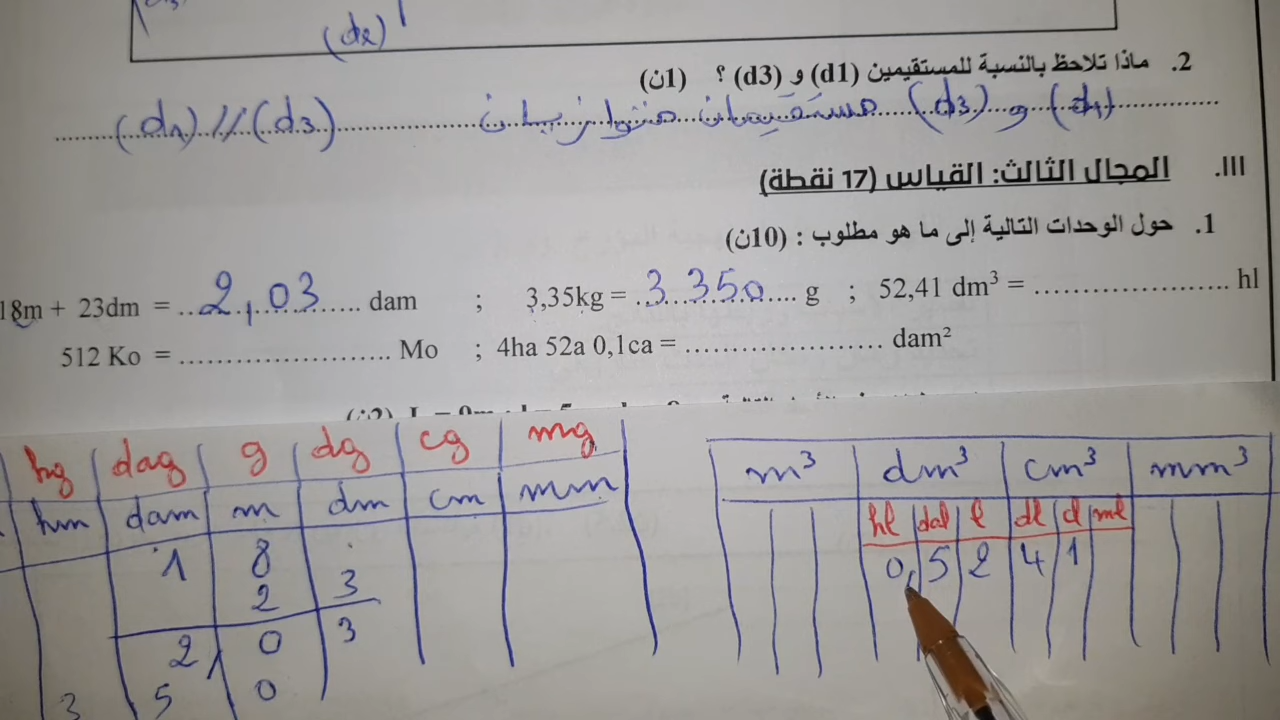 (d2)
2. ماذا تلاحظ بالنسبة للمستقيمين (d1) و (d3) ؟ (1ن)
(d1) و (d3) مستقيمان متوازيان (d1) // (d3)
III. المجال الثالث: القياس (17 نقطة)
1. حول الوحدات التالية إلى ما هو مطلوب : (10ن)
18m + 23dm = 2,03 dam ; 3,35kg = 3 350 g ; 52,41 dm³ = ........ hl
512 Ko = ........ Mo ; 4ha 52a 0,1ca = ........ dam²
hg dag g dg cg mg
hm dam m dm cm mm
1 8
2 3
2, 0 3
3 5 0
m³ dm³ cm³ mm³
hl dal l dl cl ml
0, 5 2 4 1